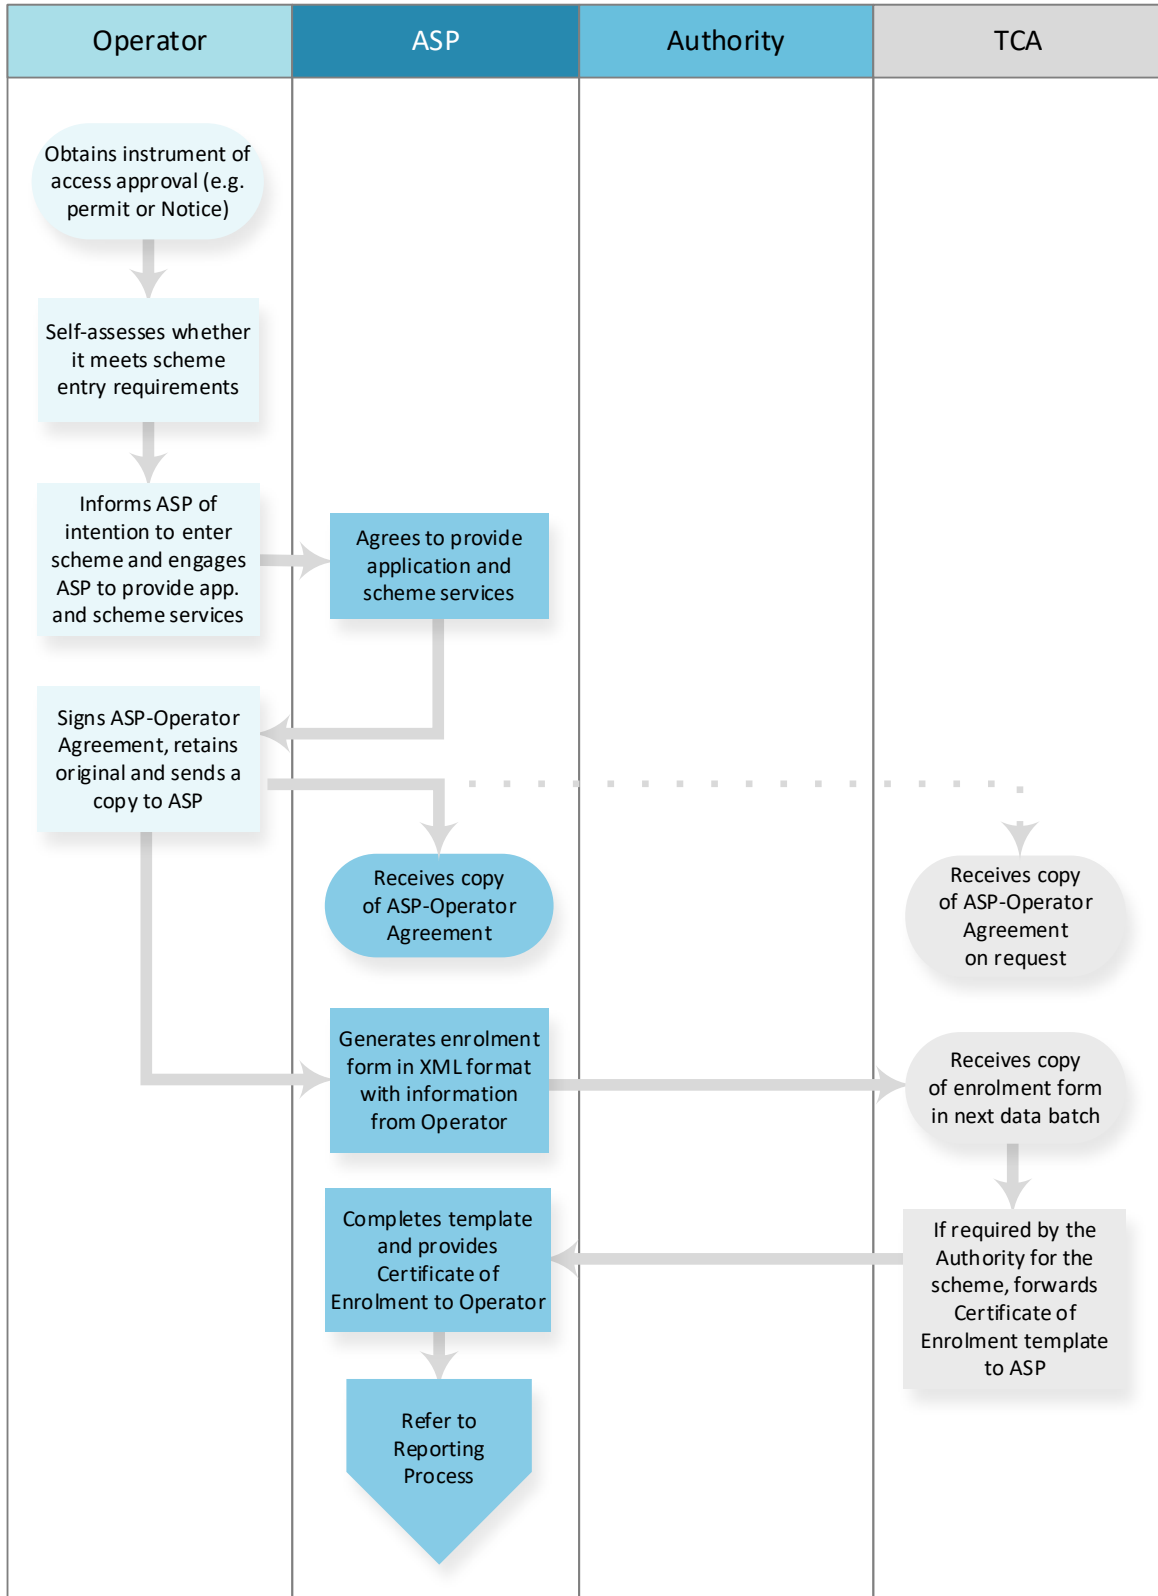 Operator
ASP
Authority
TCA
Obtains instrument of
access approval (e.g.
permit or Notice)
Self-assesses whether
it meets scheme
entry requirements
Informs ASP of
intention to enter
scheme and engages
ASP to provide app.
and scheme services
Agrees to provide
application and
scheme services
Signs ASP-Operator
Agreement, retains
original and sends a
copy to ASP
Receives copy
of ASP-Operator
Agreement
Receives copy
of ASP-Operator
Agreement
on request
Generates enrolment
form in XML format
with information
from Operator
Receives copy
of enrolment form
in next data batch
Completes template
and provides
Certificate of
Enrolment to Operator
If required by the
Authority for the
scheme, forwards
Certificate of
Enrolment template
to ASP
Refer to
Reporting
Process